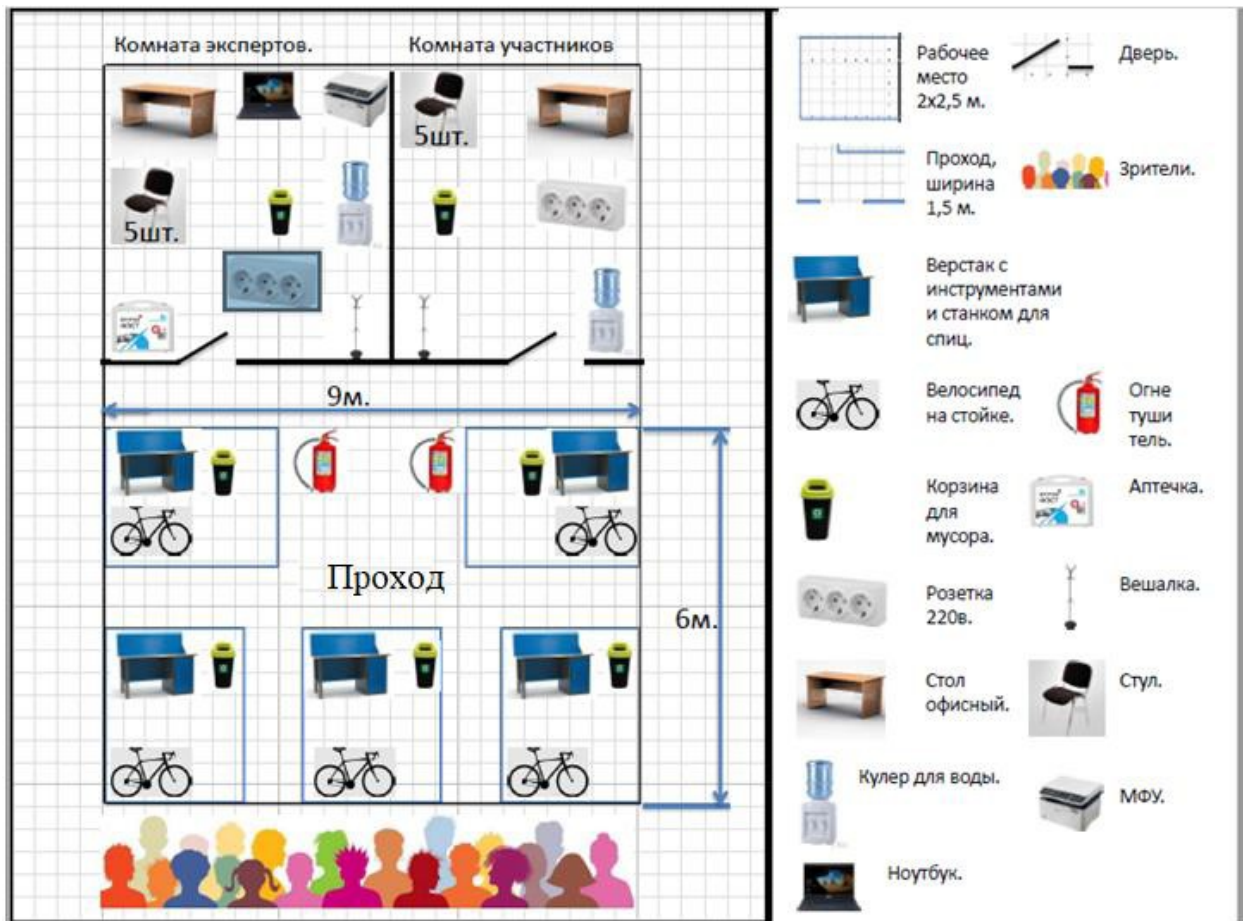 Комната экспертов.
Комната участников
5шт.
5шт.
9м.
Проход
6м.
Рабочее
место
2х2,5 м.
Дверь.
Проход,
ширина
1,5 м.
Зрители.
Верстак с
инструментами
и станком для
спиц.
Велосипед
на стойке.
Огне
туши
тель.
Корзина
для
мусора.
Аптечка.
Розетка
220в.
Вешалка.
Стол
офисный.
Стул.
Кулер для воды.
МФУ.
Ноутбук.